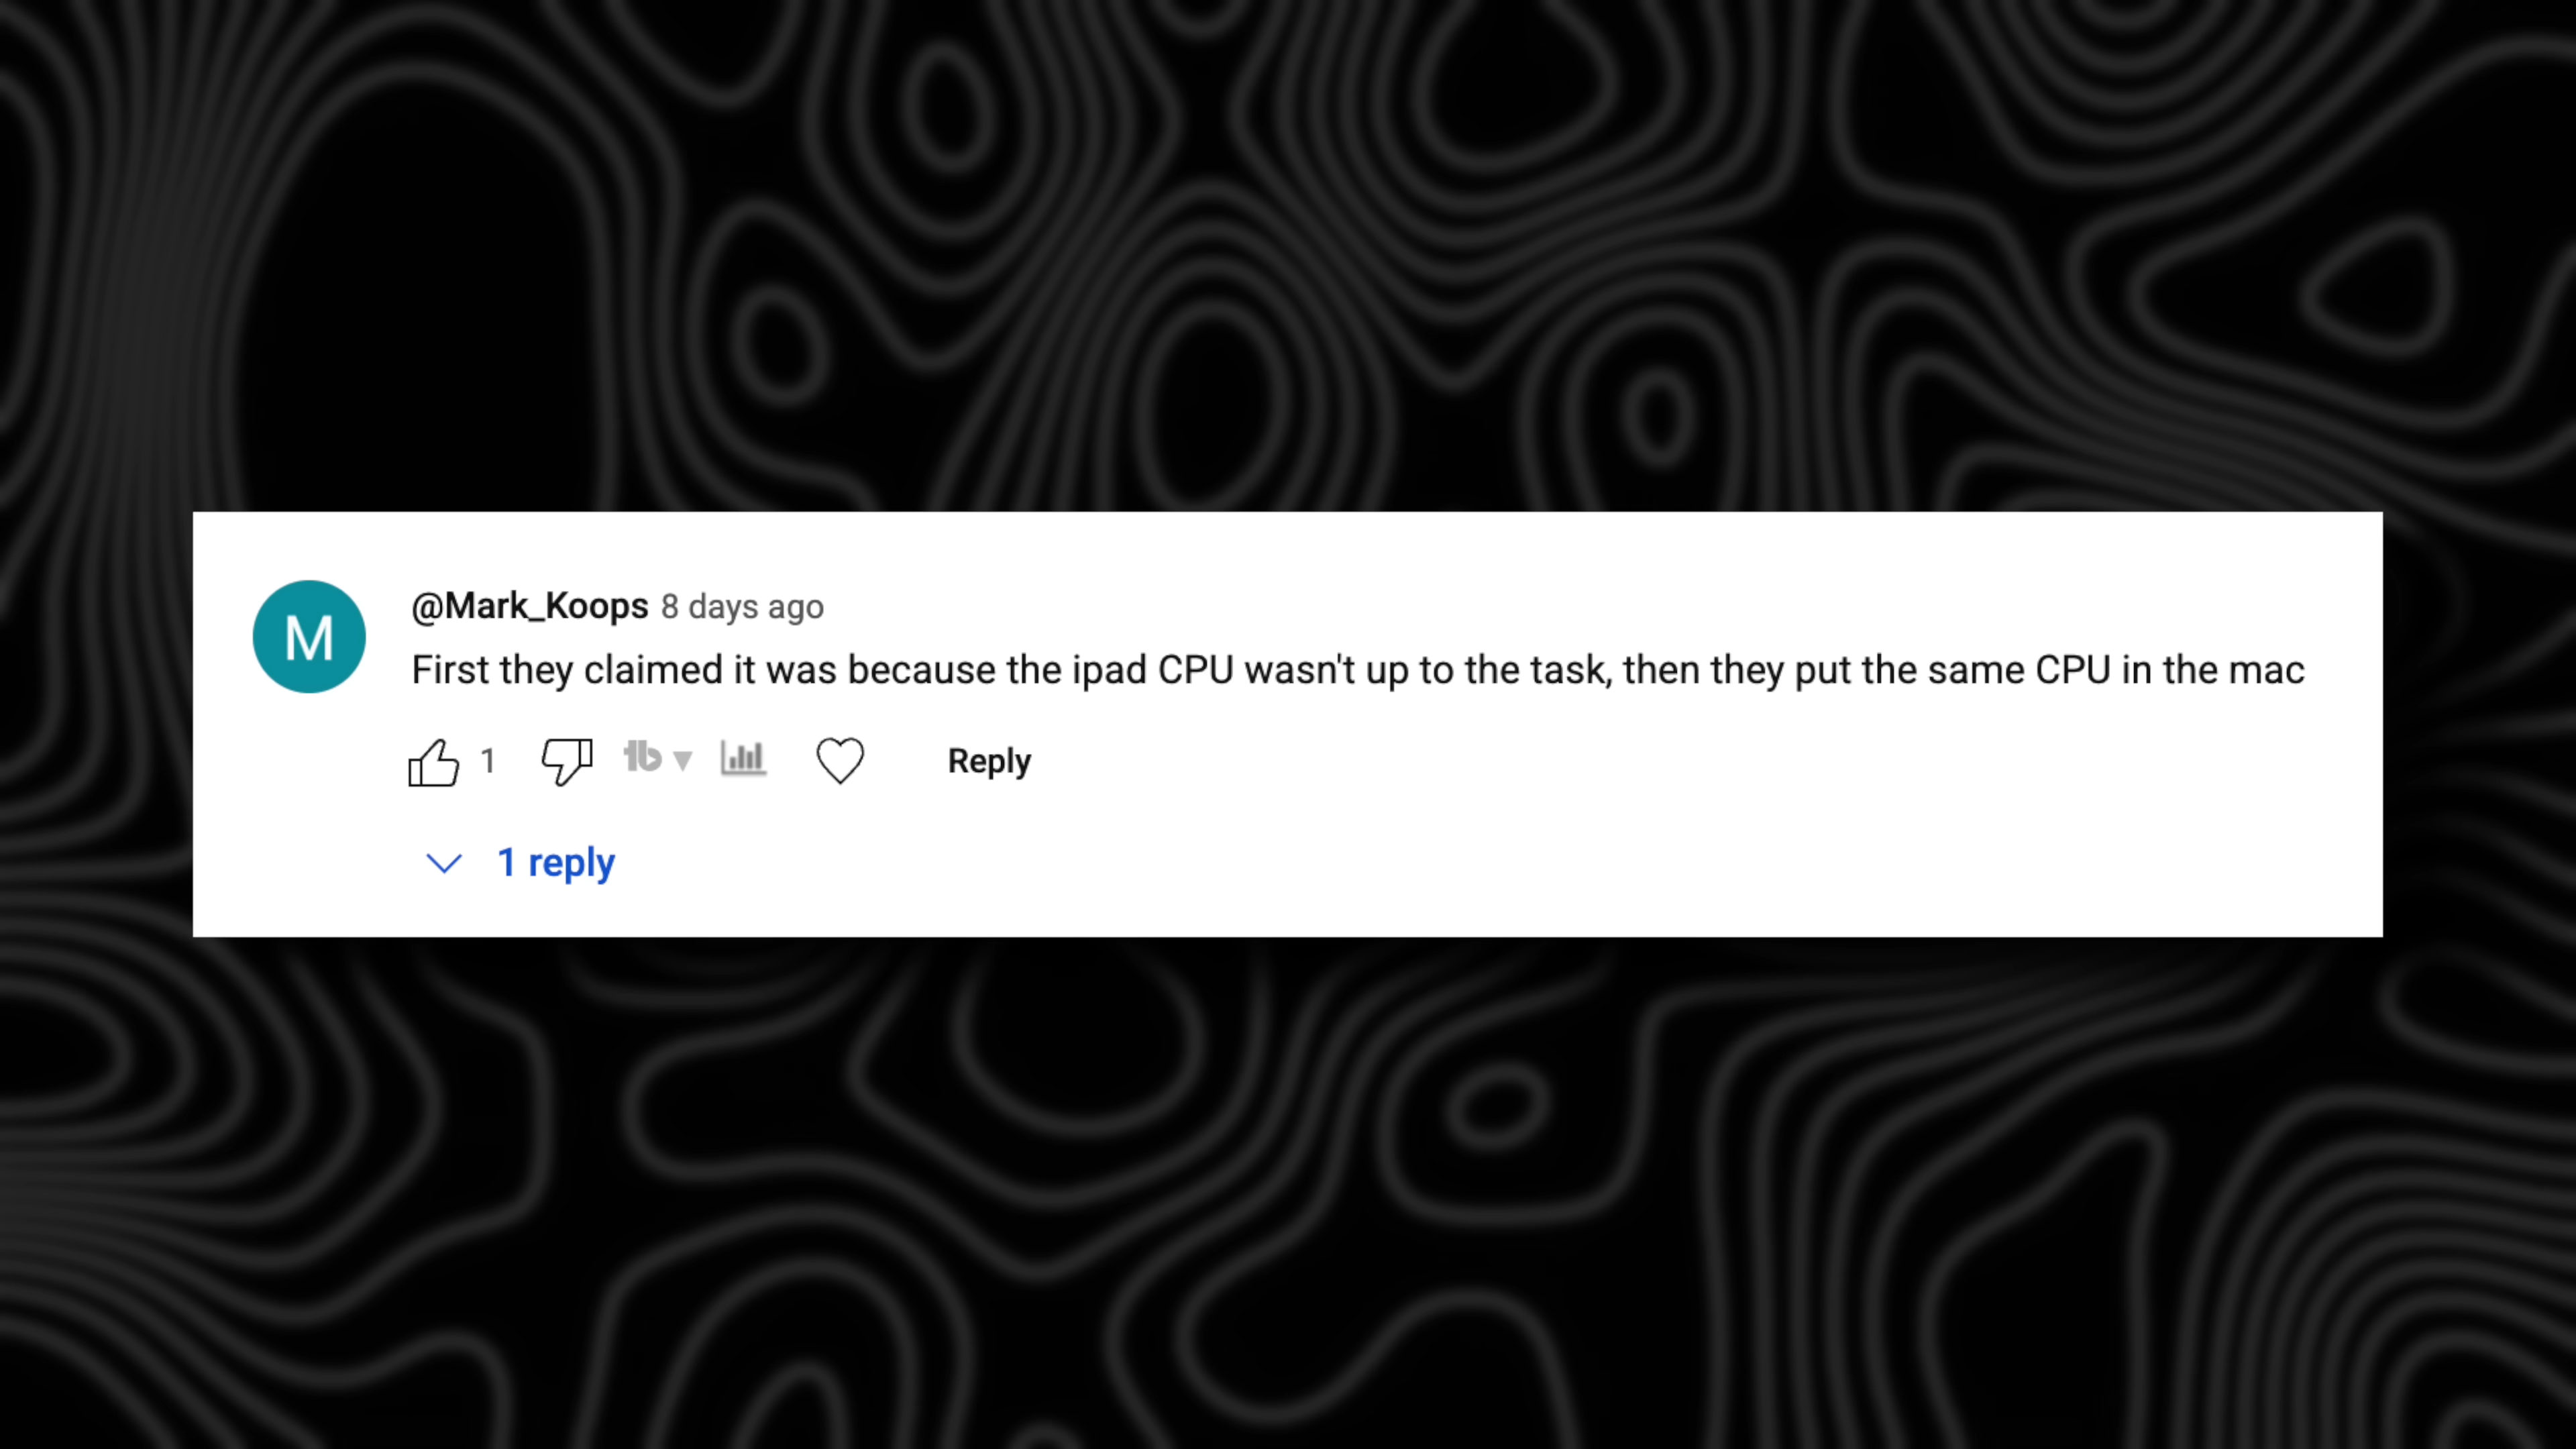 M
@Mark_Koops 8 days ago
First they claimed it was because the ipad CPU wasn't up to the task, then they put the same CPU in the mac
1 tb Reply
1 reply